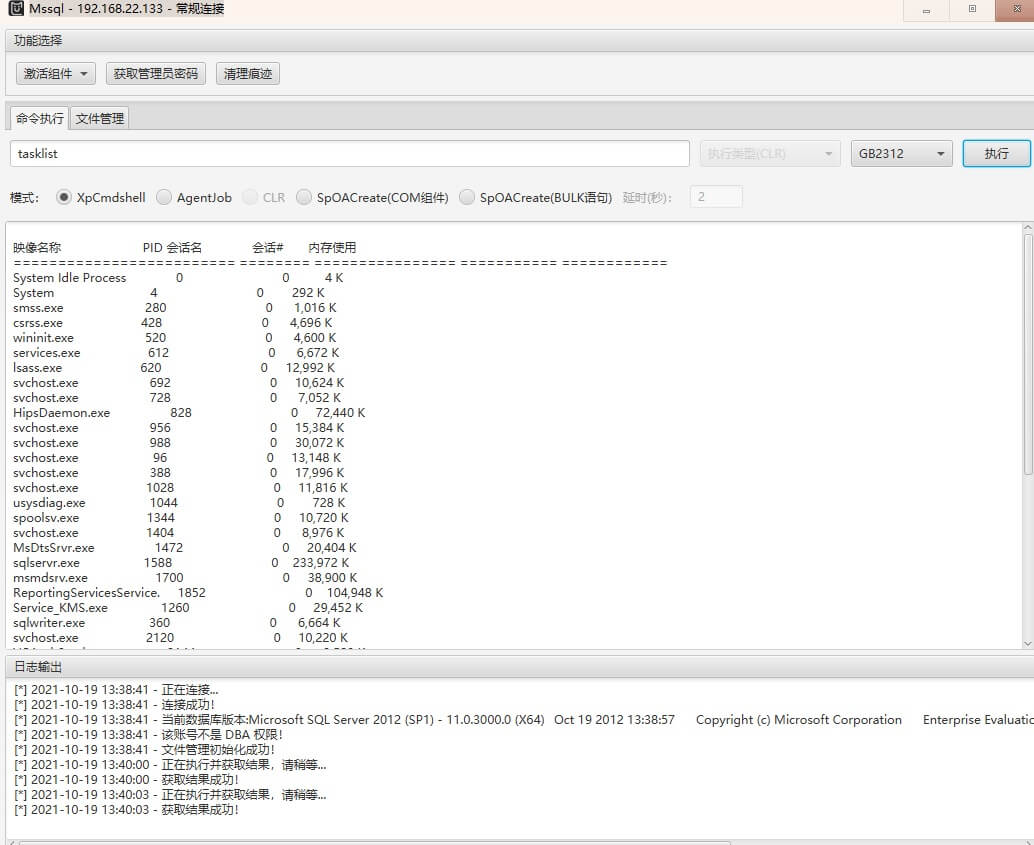 Mssql - 192.168.22.133 - 常规连接
功能选择
激活组件 获取管理员密码 清理痕迹
命令执行 文件管理
tasklist 执行类型(CLR) GB2312 执行
模式: XpCmdshell AgentJob CLR SpOACreate(COM组件) SpOACreate(BULK语句) 延时(秒): 2
映像名称 PID 会话名 会话# 内存使用
========================= ======== ================ =========== ============
System Idle Process 0 0 4 K
System 4 0 292 K
smss.exe 280 0 1,016 K
csrss.exe 428 0 4,696 K
wininit.exe 520 0 4,600 K
services.exe 612 0 6,672 K
lsass.exe 620 0 12,992 K
svchost.exe 692 0 10,624 K
svchost.exe 728 0 7,052 K
HipsDaemon.exe 828 0 72,440 K
svchost.exe 956 0 15,384 K
svchost.exe 988 0 30,072 K
svchost.exe 96 0 13,148 K
svchost.exe 388 0 17,996 K
svchost.exe 1028 0 11,816 K
usysdiag.exe 1044 0 728 K
spoolsv.exe 1344 0 10,720 K
svchost.exe 1404 0 8,976 K
MsDtsSrvr.exe 1472 0 20,404 K
sqlservr.exe 1588 0 233,972 K
msmdsrv.exe 1700 0 38,900 K
ReportingServicesService. 1852 0 104,948 K
Service_KMS.exe 1260 0 29,452 K
sqlwriter.exe 360 0 6,664 K
svchost.exe 2120 0 10,220 K
日志输出
[*] 2021-10-19 13:38:41 - 正在连接...
[*] 2021-10-19 13:38:41 - 连接成功!
[*] 2021-10-19 13:38:41 - 当前数据库版本:Microsoft SQL Server 2012 (SP1) - 11.0.3000.0 (X64) Oct 19 2012 13:38:57 Copyright (c) Microsoft Corporation Enterprise Evaluatio
[*] 2021-10-19 13:38:41 - 该账号不是 DBA 权限!
[*] 2021-10-19 13:38:41 - 文件管理初始化成功!
[*] 2021-10-19 13:40:00 - 正在执行并获取结果，请稍等...
[*] 2021-10-19 13:40:00 - 获取结果成功!
[*] 2021-10-19 13:40:03 - 正在执行并获取结果，请稍等...
[*] 2021-10-19 13:40:03 - 获取结果成功!